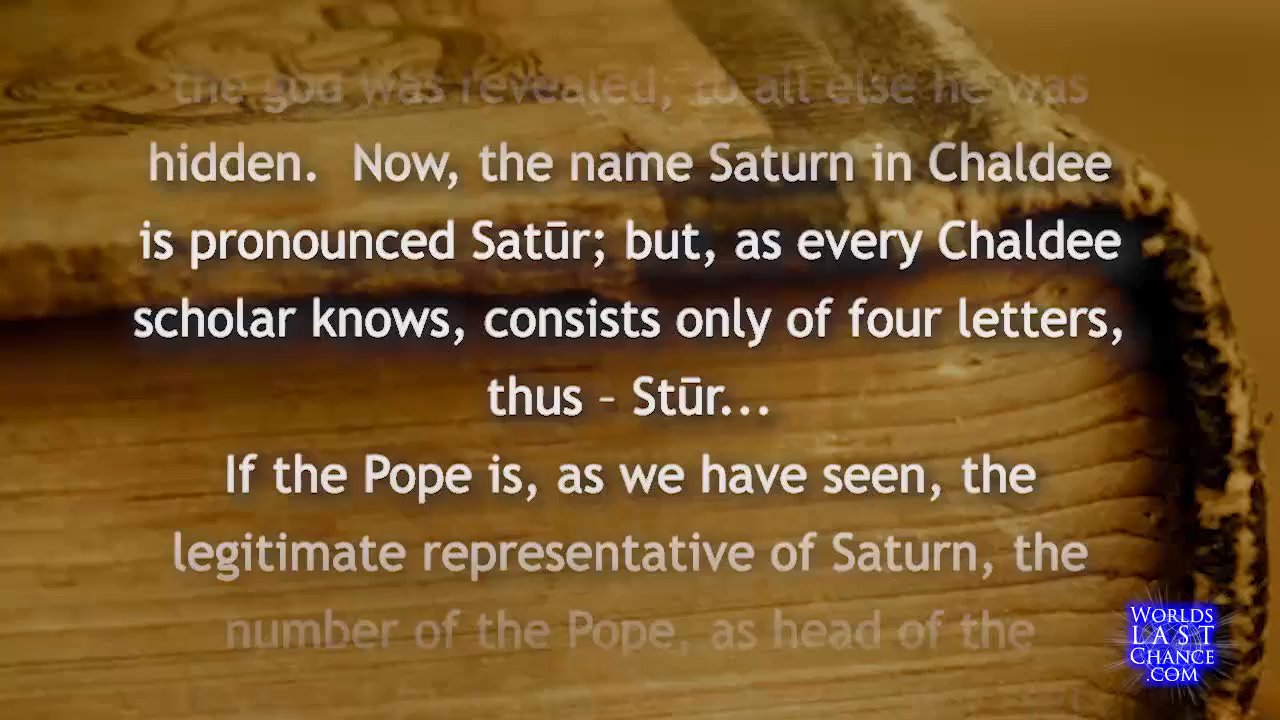 the god was revealed; to all else he was
hidden.  Now, the name Saturn in Chaldee
is pronounced Satūr; but, as every Chaldee
scholar knows, consists only of four letters,
thus – Stūr...
If the Pope is, as we have seen, the
legitimate representative of Saturn, the
number of the Pope, as head of the
WORLDS
LAST
CHANCE
.COM